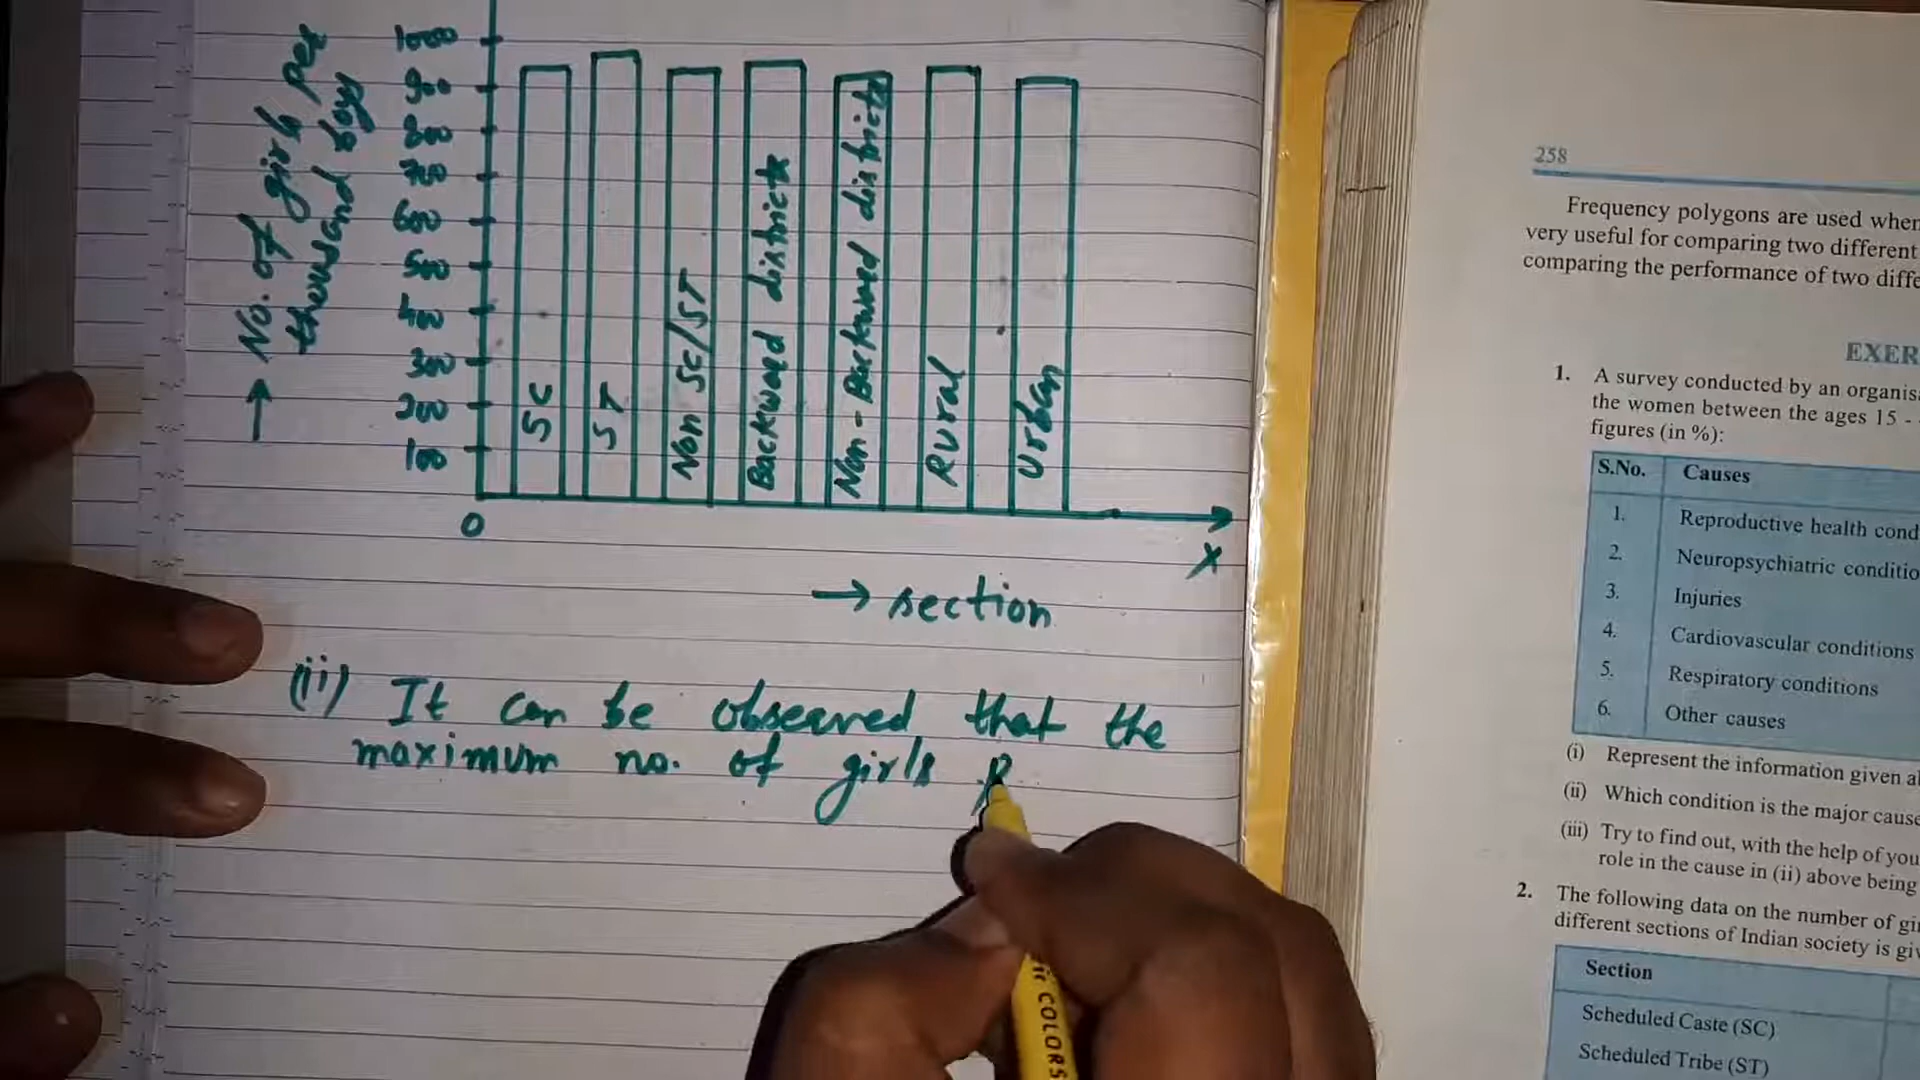 → No. of girls per
thousand boys
1000
900
800
700
600
500
400
300
200
100
0
SC
ST
Non SC/ST
Backward districts
Non-Backward districts
Rural
Urban
X
→ section
(ii) It can be observed that the
maximum no. of girls p
COLORS
258
Frequency polygons are used when
very useful for comparing two different
comparing the performance of two diffe
EXER
1. A survey conducted by an organis
the women between the ages 15 -
figures (in %):
S.No. Causes
1. Reproductive health cond
2. Neuropsychiatric conditio
3. Injuries
4. Cardiovascular conditions
5. Respiratory conditions
6. Other causes
(i) Represent the information given a
(ii) Which condition is the major cause
(iii) Try to find out, with the help of you
role in the cause in (ii) above being
2. The following data on the number of gi
different sections of Indian society is giv
Section
Scheduled Caste (SC)
Scheduled Tribe (ST)